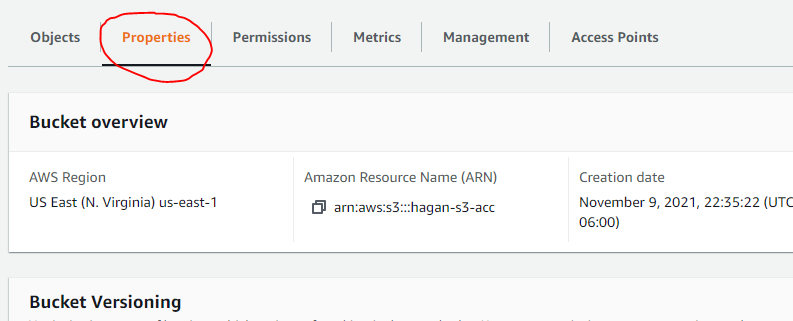 Objects Properties Permissions Metrics Management Access Points
Bucket overview
AWS Region Amazon Resource Name (ARN) Creation date
US East (N. Virginia) us-east-1 arn:aws:s3:::hagan-s3-acc November 9, 2021, 22:35:22 (UTC
06:00)
Bucket Versioning